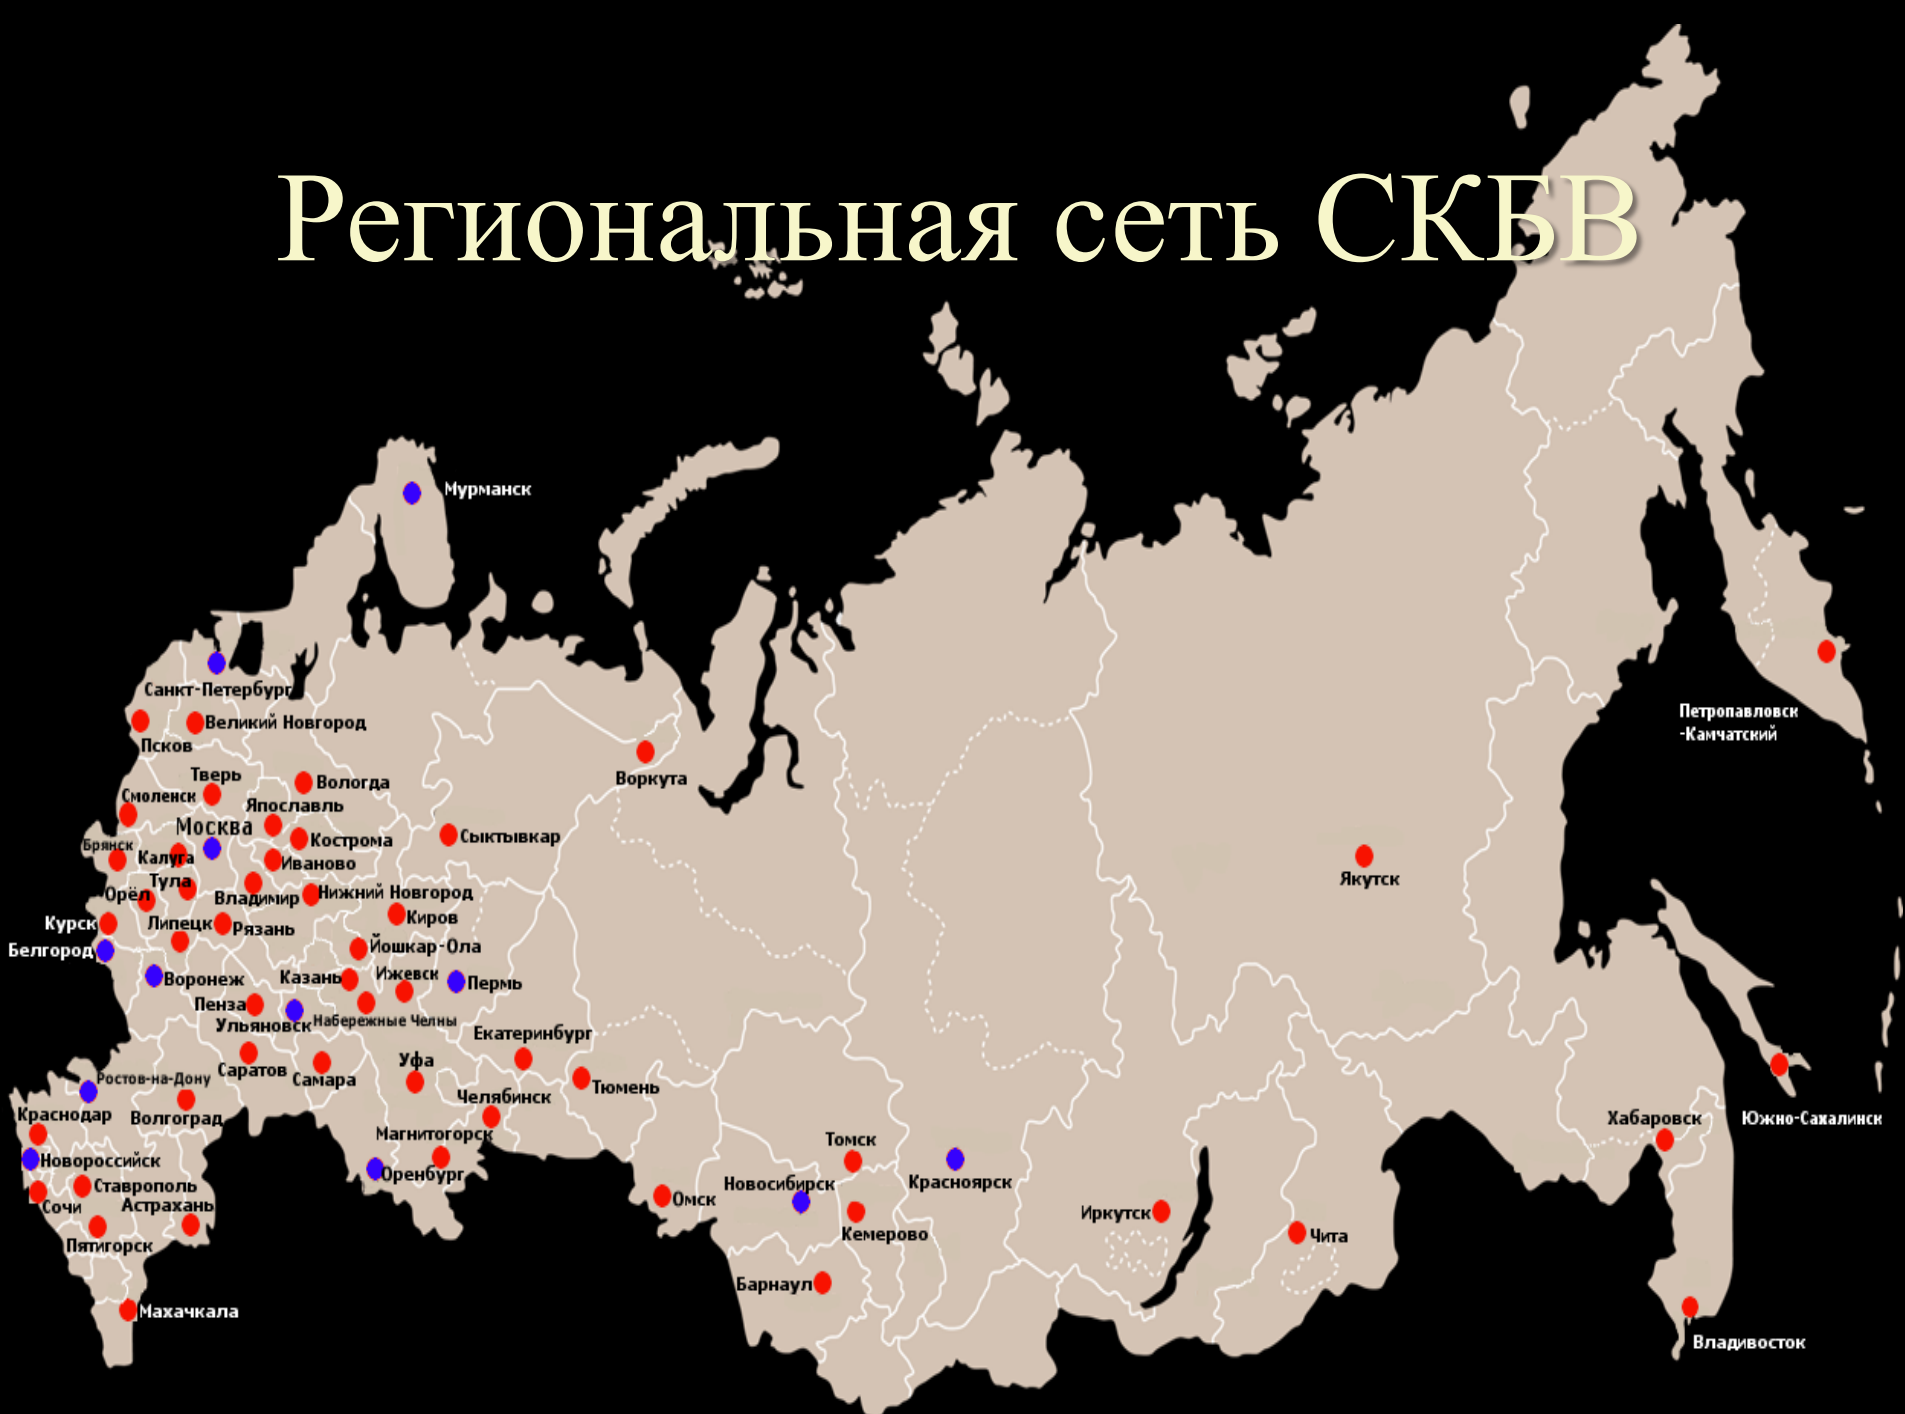 Региональная сеть СКБВ
Мурманск
Санкт-Петербург
Великий Новгород
Псков
Петропавловск
-Камчатский
Тверь
Вологда
Воркута
Смоленск
Япославль
Москва
Кострома
Сыктывкар
Брянск
Калуга
Иваново
Якутск
Тула
Орёл
Владимир
Нижний Новгород
Киров
Курск
Липецк
Рязань
Белгород
Йошкар-Ола
Воронеж
Казань
Ижевск
Пермь
Пенза
Ульяновск
Набережные Челны
Екатеринбург
Саратов
Самара
Уфа
Тюмень
Ростов-на-Дону
Челябинск
Краснодар
Волгоград
Хабаровск
Южно-Сахалинск
Магнитогорск
Томск
Новороссийск
Оренбург
Новосибирск
Красноярск
Ставрополь
Омск
Сочи
Астрахань
Иркутск
Кемерово
Чита
Пятигорск
Барнаул
Махачкала
Владивосток